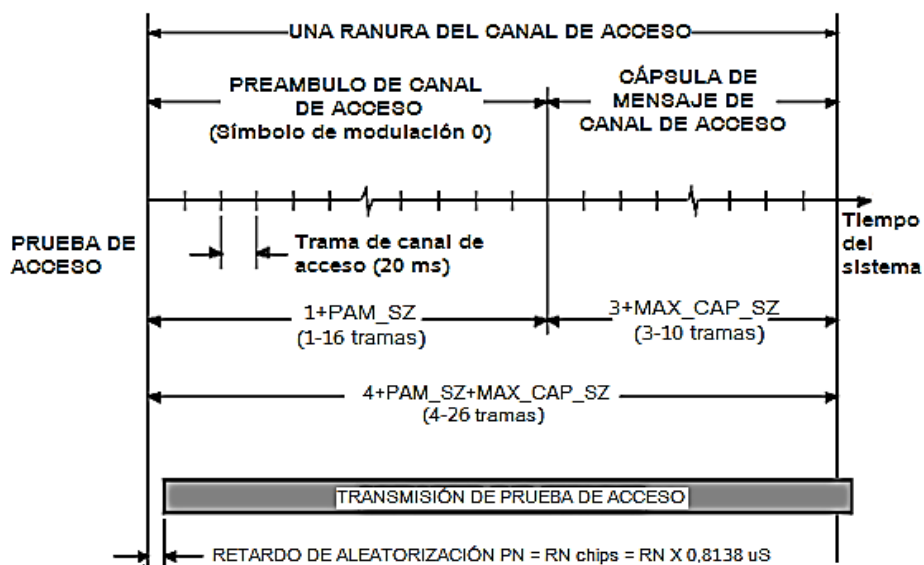 UNA RANURA DEL CANAL DE ACCESO
PREAMBULO DE CANAL
DE ACCESO
(Símbolo de modulación 0)
CÁPSULA DE
MENSAJE DE
CANAL DE ACCESO
PRUEBA DE
ACCESO
Trama de canal de
acceso (20 ms)
Tiempo
del
sistema
1+PAM_SZ
(1-16 tramas)
3+MAX_CAP_SZ
(3-10 tramas)
4+PAM_SZ+MAX_CAP_SZ
(4-26 tramas)
TRANSMISIÓN DE PRUEBA DE ACCESO
RETARDO DE ALEATORIZACIÓN PN = RN chips = RN X 0,8138 uS